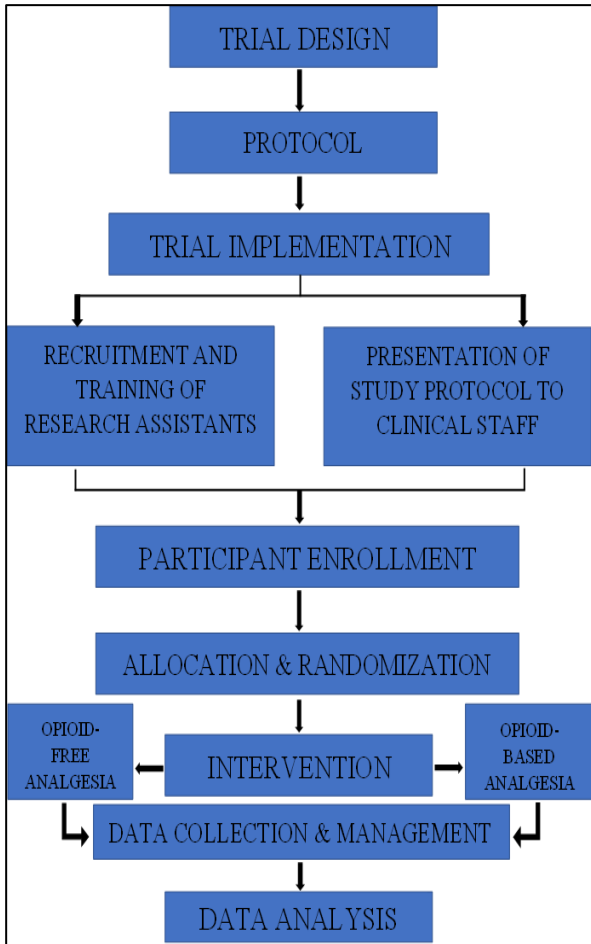 TRIAL DESIGN
PROTOCOL
TRIAL IMPLEMENTATION
RECRUITMENT AND
TRAINING OF
RESEARCH ASSISTANTS
PRESENTATION OF
STUDY PROTOCOL TO
CLINICAL STAFF
PARTICIPANT ENROLLMENT
ALLOCATION & RANDOMIZATION
OPIOID-
FREE
ANALGESIA
INTERVENTION
OPIOID-
BASED
ANALGESIA
DATA COLLECTION & MANAGEMENT
DATA ANALYSIS